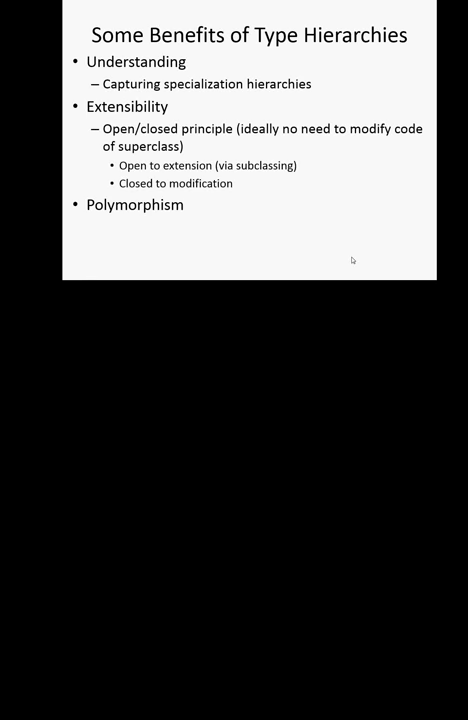 Some Benefits of Type Hierarchies
• Understanding
– Capturing specialization hierarchies
• Extensibility
– Open/closed principle (ideally no need to modify code
of superclass)
• Open to extension (via subclassing)
• Closed to modification
• Polymorphism